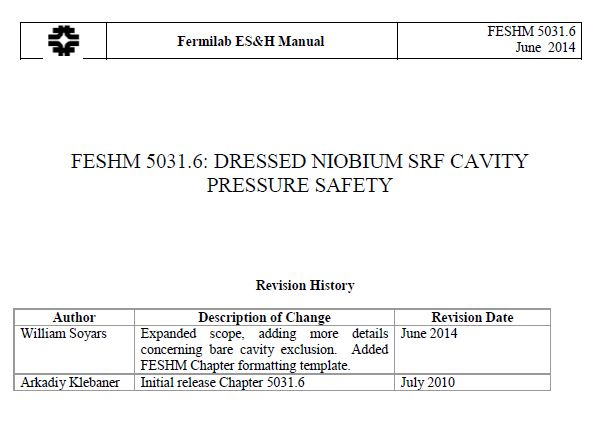 Fermilab ES&H Manual
FESHM 5031.6
June 2014
FESHM 5031.6: DRESSED NIOBIUM SRF CAVITY
PRESSURE SAFETY
Revision History
Author Description of Change Revision Date
William Soyars Expanded scope, adding more details June 2014
concerning bare cavity exclusion. Added
FESHM Chapter formatting template.
Arkadiy Klebaner Initial release Chapter 5031.6 July 2010